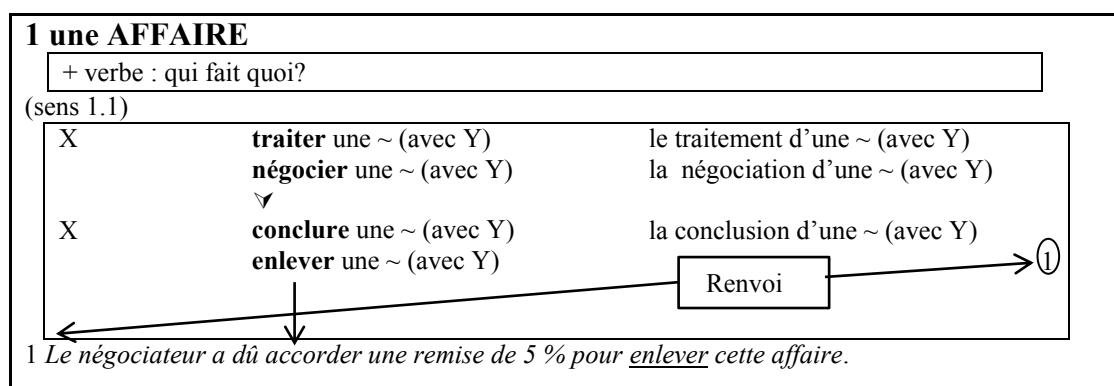 1 une AFFAIRE
+ verbe : qui fait quoi?
(sens 1.1)
X traiter une ~ (avec Y) le traitement d'une ~ (avec Y)
négocier une ~ (avec Y) la négociation d'une ~ (avec Y)
X conclure une ~ (avec Y) la conclusion d'une ~ (avec Y)
enlever une ~ (avec Y) 1
Renvoi
1 Le négociateur a dû accorder une remise de 5 % pour enlever cette affaire.